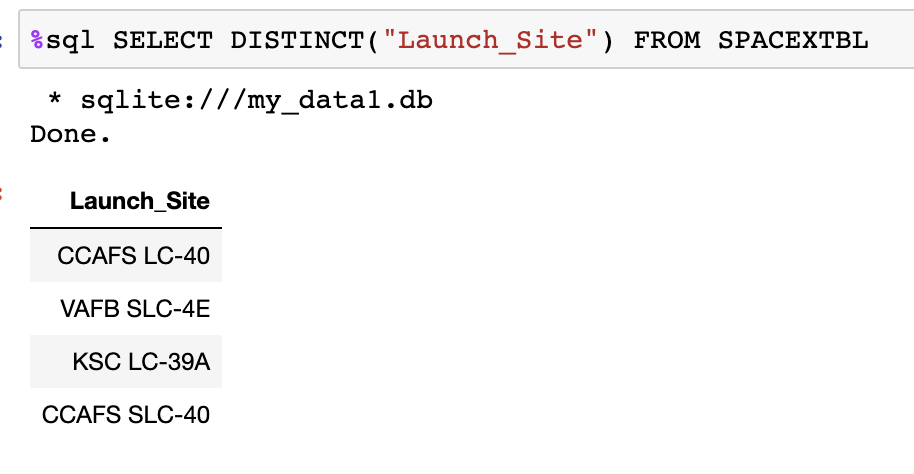 %sql SELECT DISTINCT("Launch_Site") FROM SPACEXTBL
* sqlite:///my_data1.db
Done.
Launch_Site
CCAFS LC-40
VAFB SLC-4E
KSC LC-39A
CCAFS SLC-40